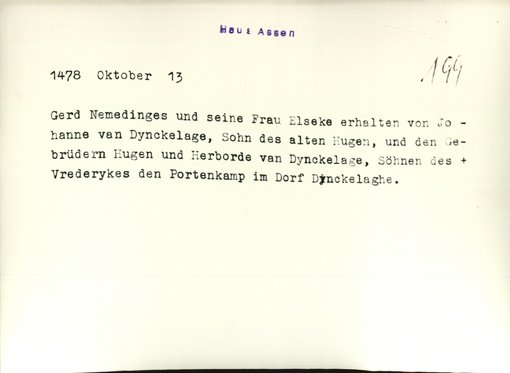 Haus Assen
1478 Oktober 13
199
Gerd Nemedinges und seine Frau Elseke erhalten von Jo -
hanne van Dynckelage, Sohn des alten Hugen, und den Ge-
brüdern Hugen und Herborde van Dynckelage, Söhnen des +
Vrederykes den Portenkamp im Dorf Dynckelaghe.